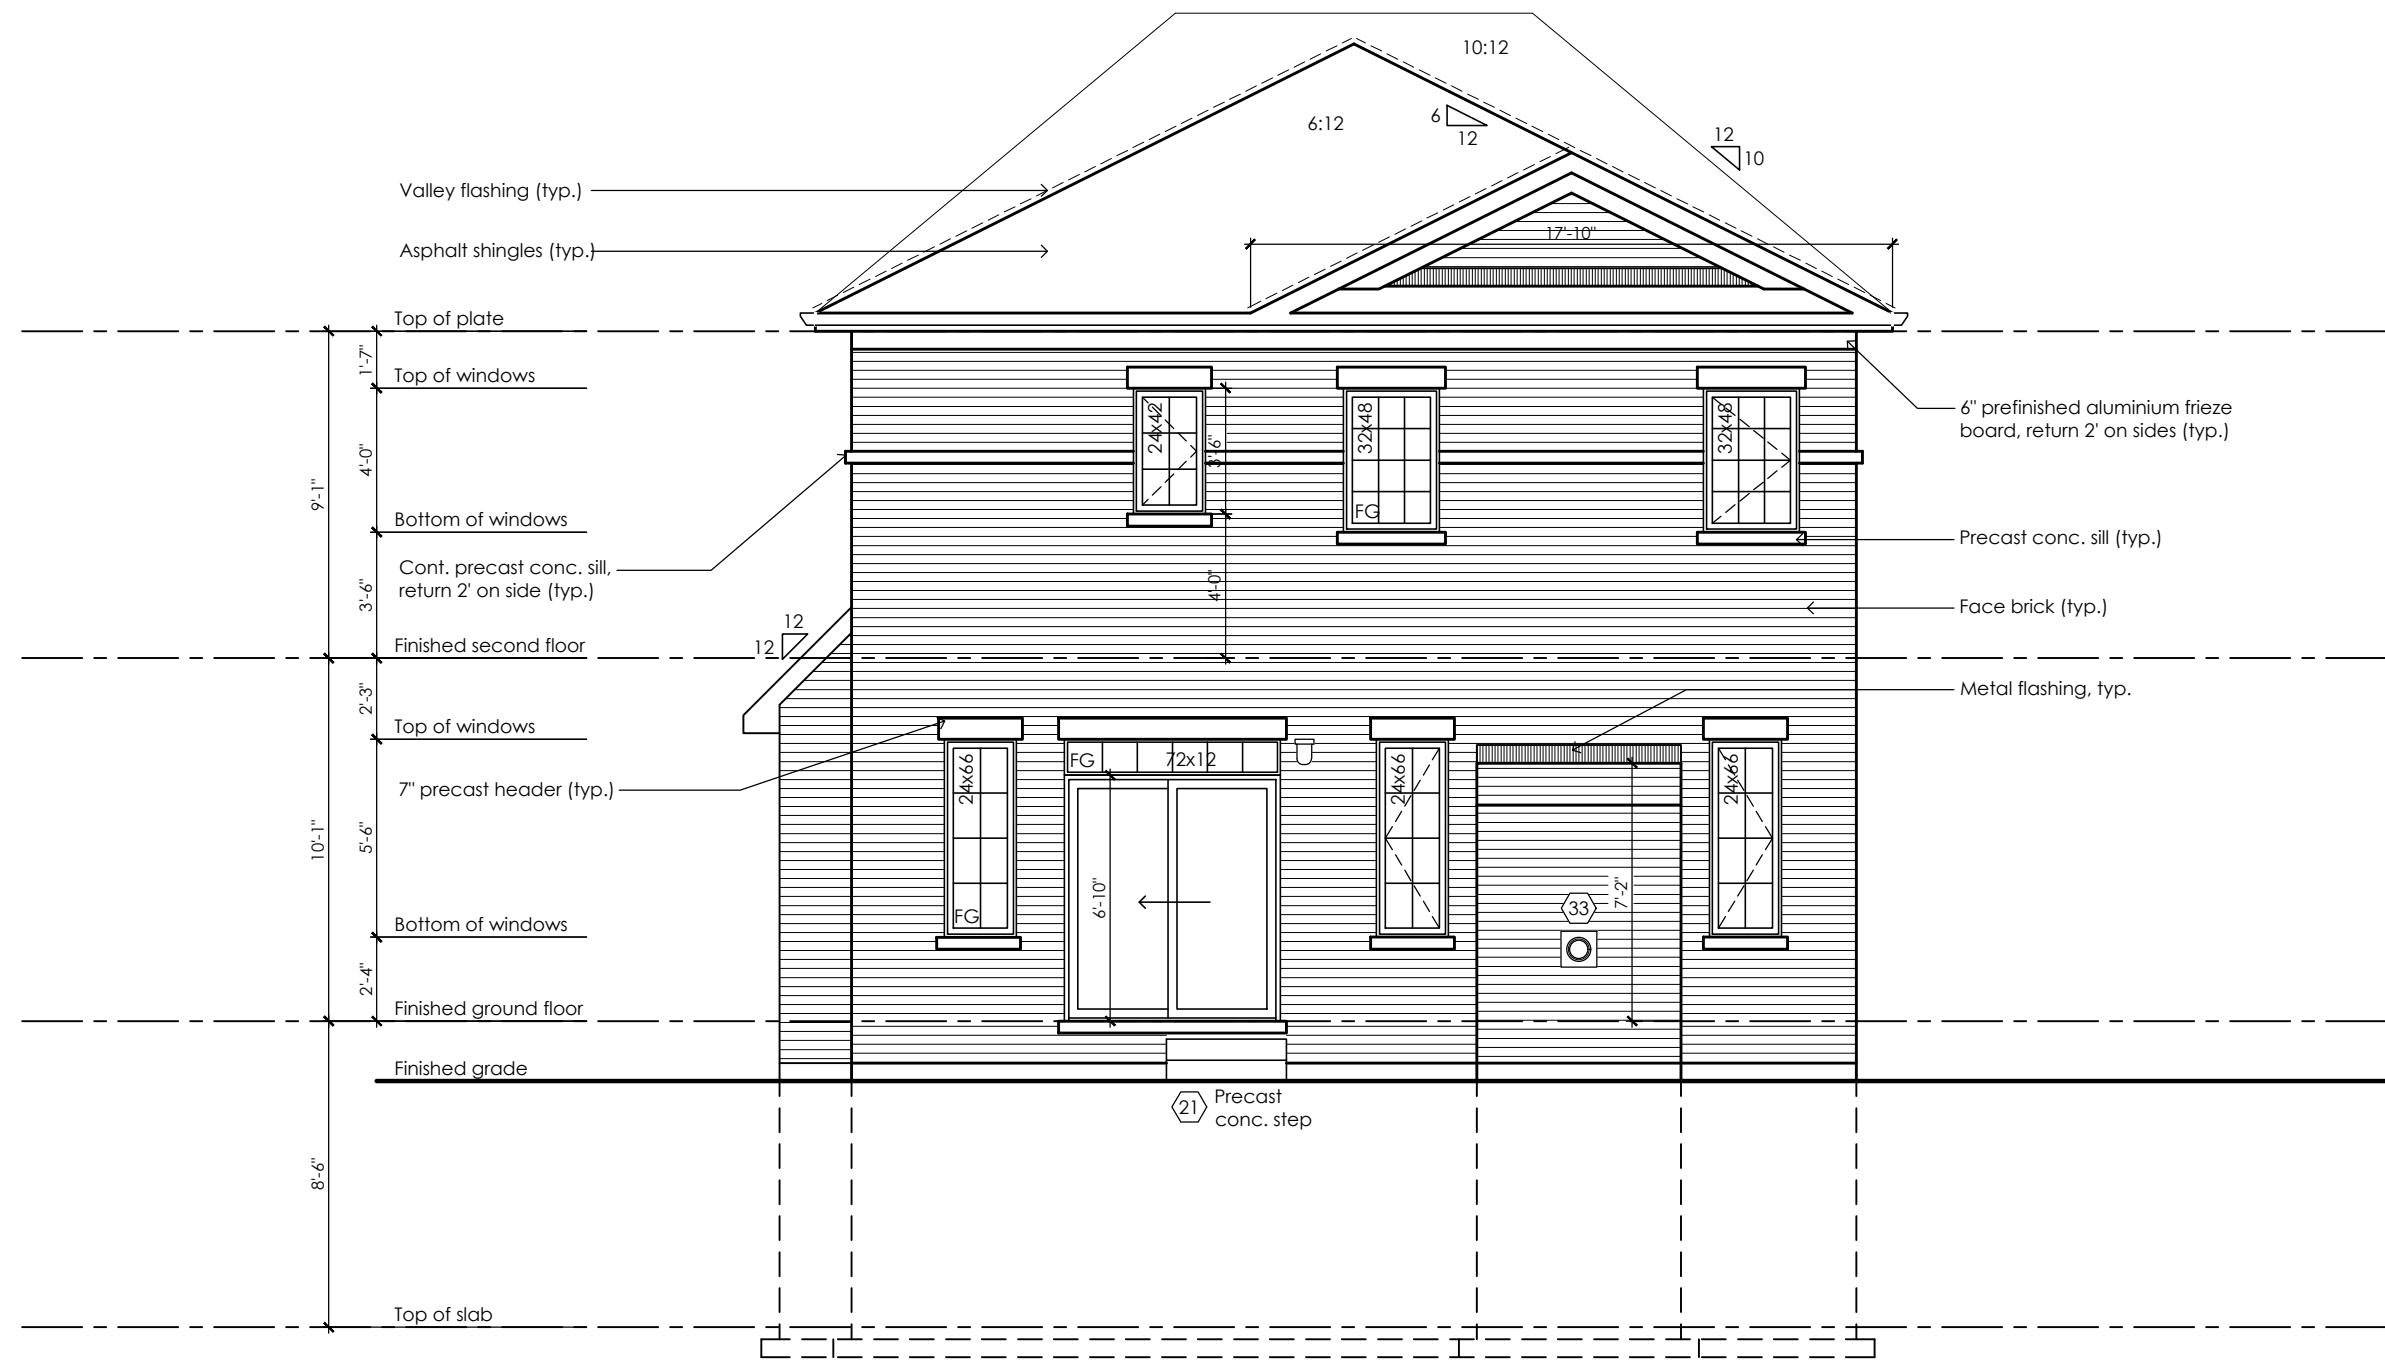 10:12
6:12
6
12
12
10
Valley flashing (typ.)
Asphalt shingles (typ.)
17'-10"
Top of plate
1'-7"
Top of windows
6" prefinished aluminium frieze
board, return 2' on sides (typ.)
24x42
32x48
32x48
3'-6"
4'-0"
9'-1"
FG
Bottom of windows
Precast conc. sill (typ.)
Cont. precast conc. sill,
return 2' on side (typ.)
3'-6"
4'-0"
Face brick (typ.)
12
12
Finished second floor
2'-3"
Metal flashing, typ.
Top of windows
FG
72x12
24x66
24x66
24x66
7" precast header (typ.)
10'-1"
5'-6"
6'-10"
7'-2"
33
FG
Bottom of windows
2'-4"
Finished ground floor
Finished grade
21
Precast
conc. step
8'-6"
Top of slab